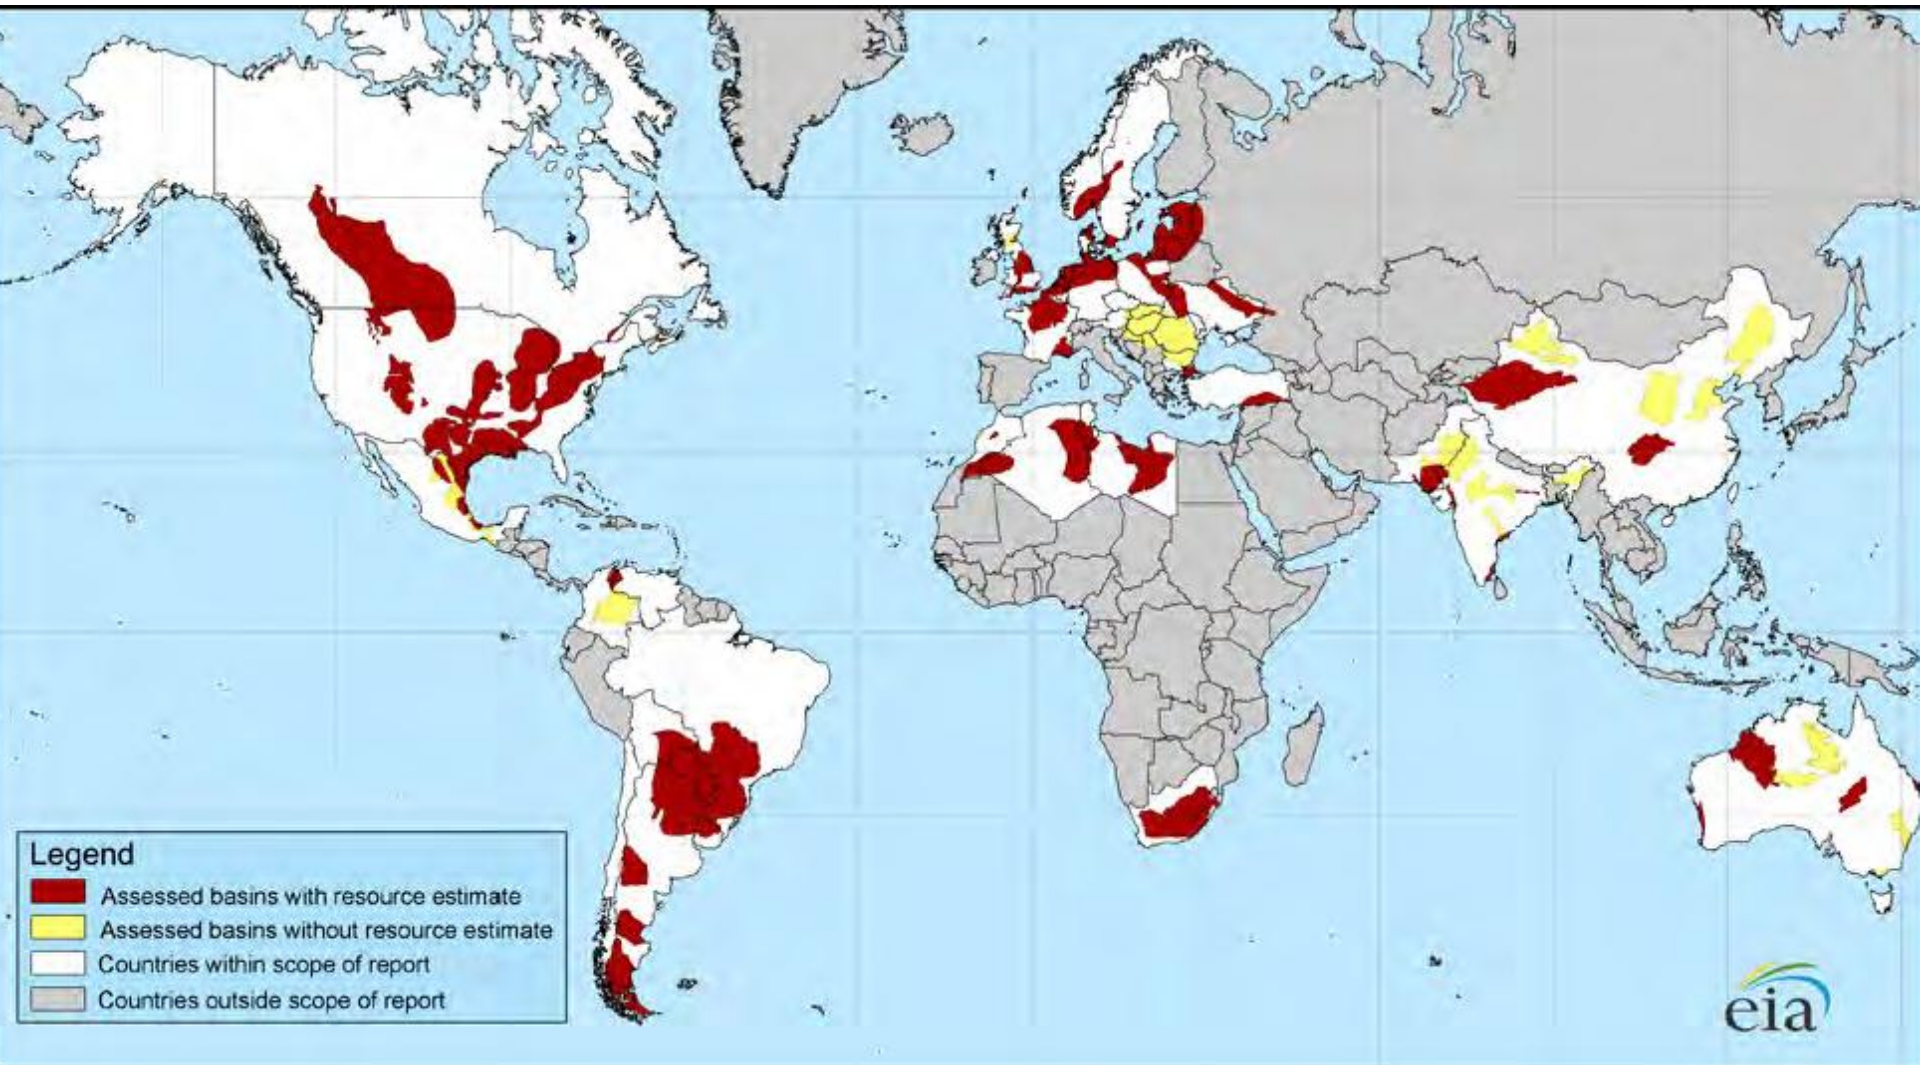 Legend
Assessed basins with resource estimate
Assessed basins without resource estimate
Countries within scope of report
Countries outside scope of report
eia